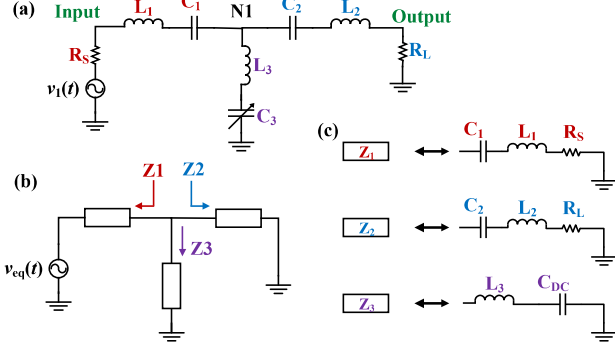 (a)
Input
L1
C1
N1
C2
L2
Output
RS
RL
v1(t)
L3
C3
(b)
Z1
Z2
Z3
veq(t)
(c)
Z1
C1
L1
RS
Z2
C2
L2
RL
Z3
L3
CDC